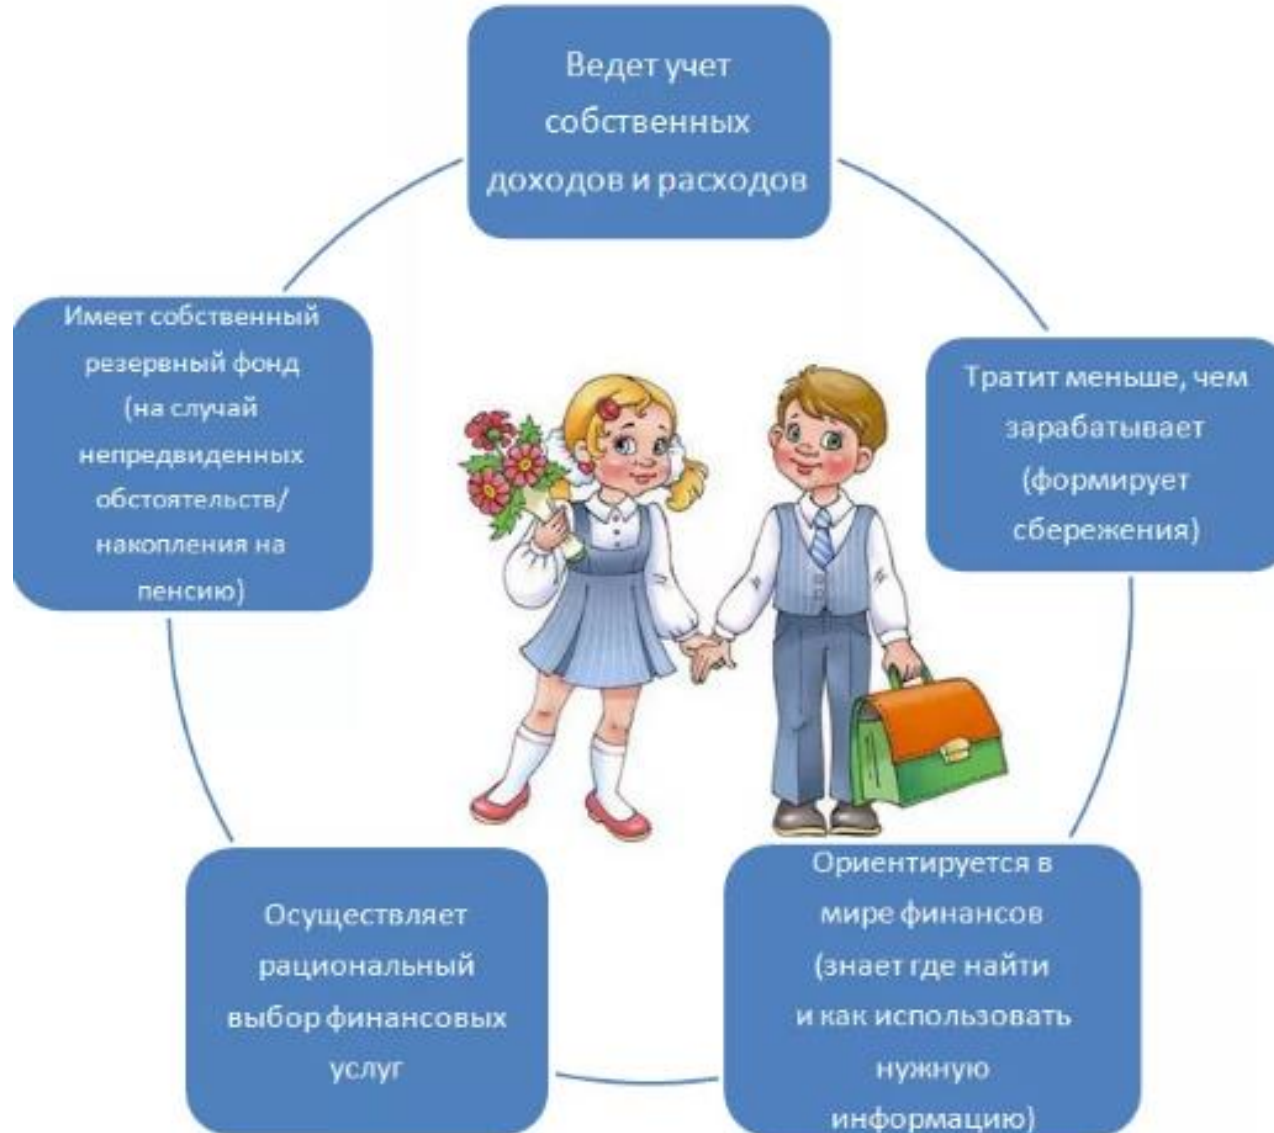 Ведет учет
собственных
доходов и расходов
Тратит меньше, чем
зарабатывает
(формирует
сбережения)
Ориентируется в
мире финансов
(знает где найти
и как использовать
нужную
информацию)
Осуществляет
рациональный
выбор финансовых
услуг
Имеет собственный
резервный фонд
(на случай
непредвиденных
обстоятельств/
накопления на
пенсию)